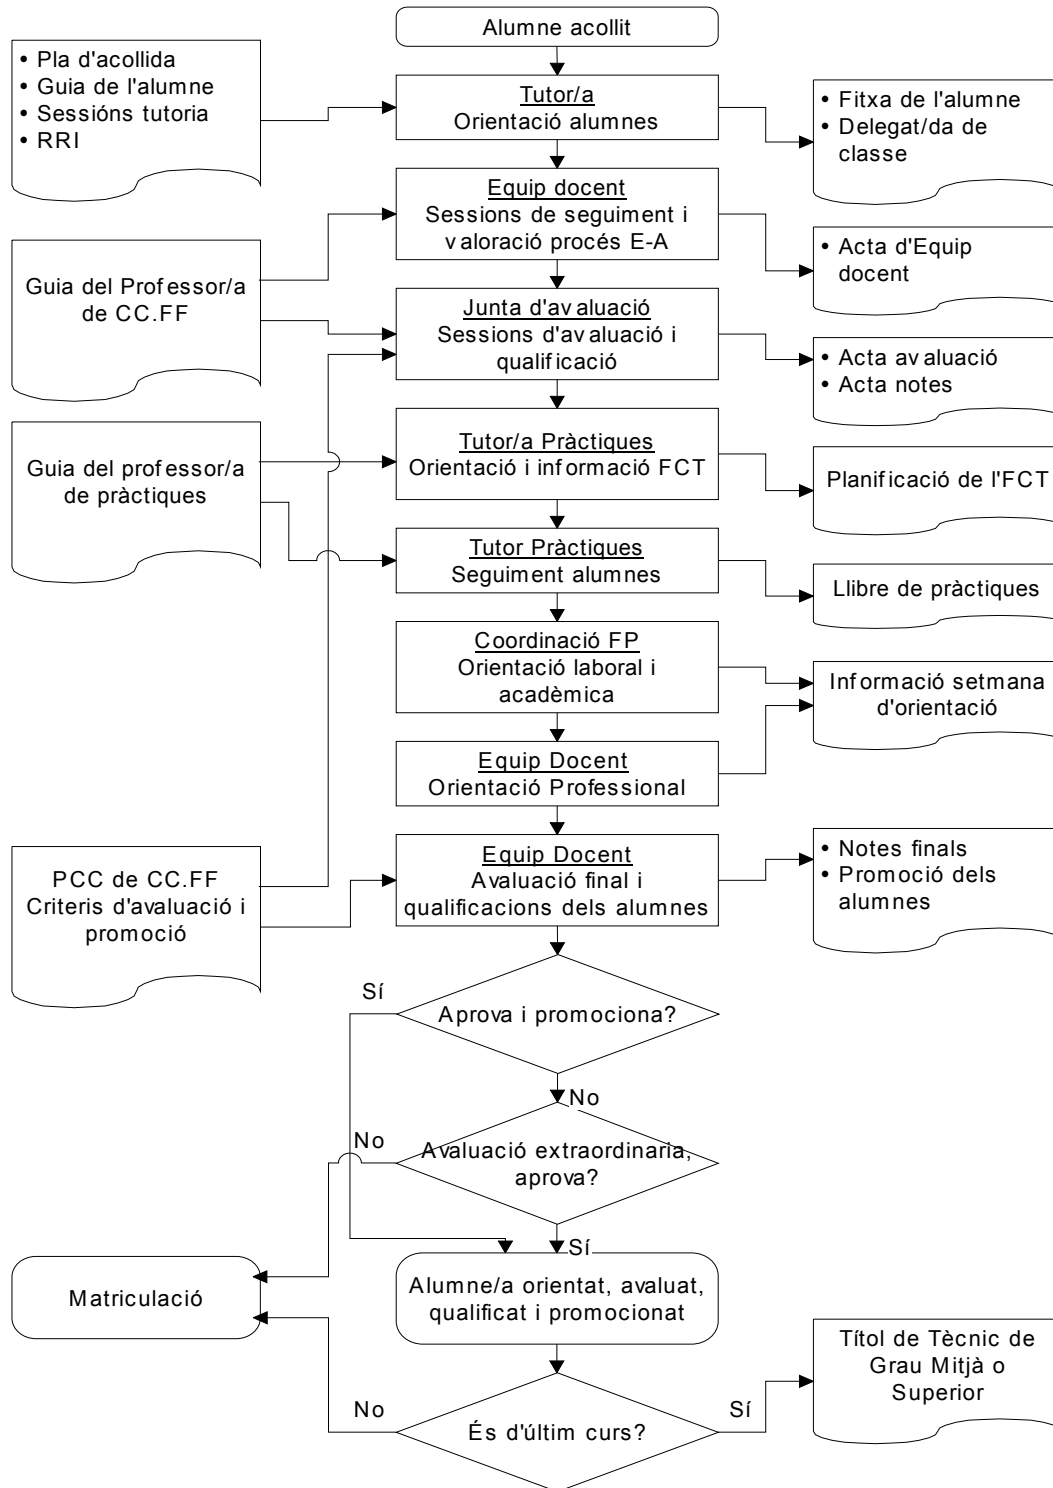 Alumne acollit
• Pla d'acollida
• Guia de l'alumne
• Sessións tutoria
• RRI
Tutor/a
Orientació alumnes
• Fitxa de l'alumne
• Delegat/da de
classe
Equip docent
Sessions de seguiment i
valoració procés E-A
• Acta d'Equip
docent
Guia del Professor/a
de CC.FF
Junta d'avaluació
Sessions d'avaluació i
qualificació
• Acta avaluació
• Acta notes
Guia del professor/a
de pràctiques
Tutor/a Pràctiques
Orientació i informació FCT
Planificació de l'FCT
Tutor Pràctiques
Seguiment alumnes
Llibre de pràctiques
Coordinació FP
Orientació laboral i
acadèmica
Informació setmana
d'orientació
Equip Docent
Orientació Professional
PCC de CC.FF
Criteris d'avaluació i
promoció
Equip Docent
Avaluació final i
qualificacions dels alumnes
• Notes finals
• Promoció dels
alumnes
Sí
Aprova i promociona?
No
No
Avaluació extraordinaria,
aprova?
Sí
Matriculació
Alumne/a orientat, avaluat,
qualificat i promocionat
Títol de Tècnic de
Grau Mitjà o
Superior
No
És d'últim curs?
Sí